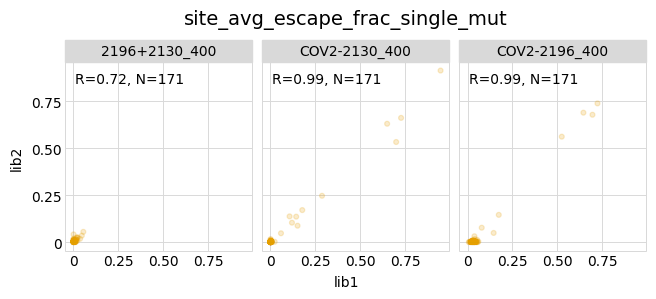 site_avg_escape_frac_single_mut
2196+2130_400 COV2-2130_400 COV2-2196_400
R=0.72, N=171 R=0.99, N=171 R=0.99, N=171
0.75
0.50
0.25
0
lib2
0 0.25 0.50 0.75 0 0.25 0.50 0.75 0 0.25 0.50 0.75
lib1